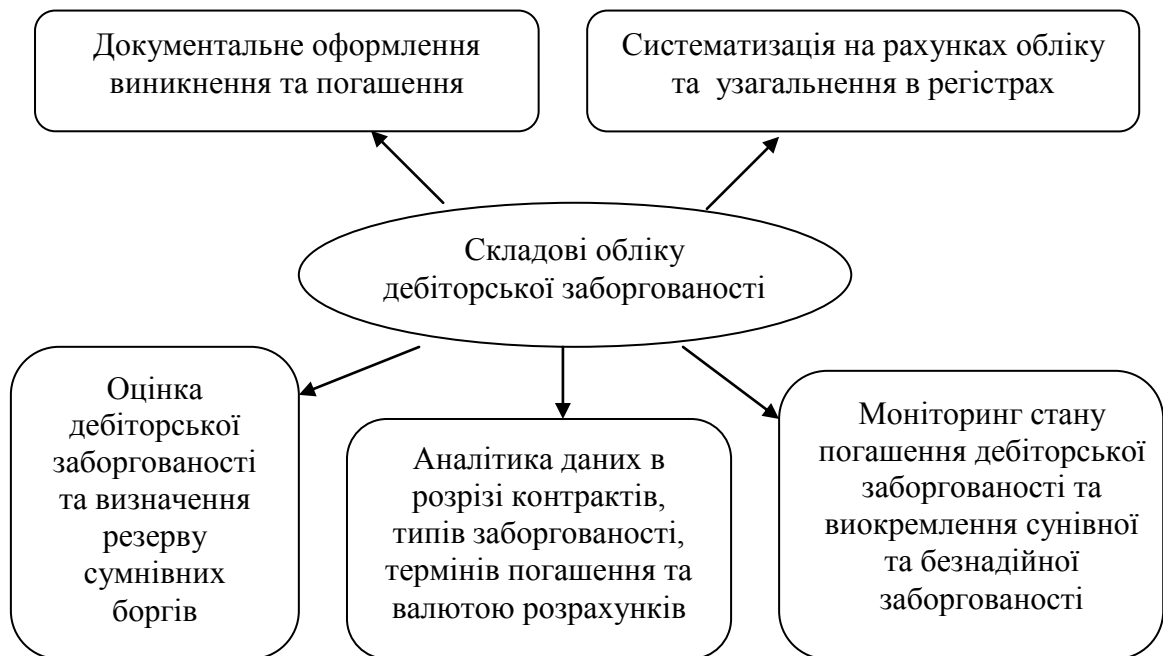 Документальне оформлення
виникнення та погашення
Систематизація на рахунках обліку
та узагальнення в регістрах
Складові обліку
дебіторської заборгованості
Оцінка
дебіторської
заборгованості
та визначення
резерву
сумнівних
боргів
Аналітика даних в
розрізі контрактів,
типів заборгованості,
термінів погашення та
валютою розрахунків
Моніторинг стану
погашення дебіторської
заборгованості та
виокремлення сунівної
та безнадійної
заборгованості